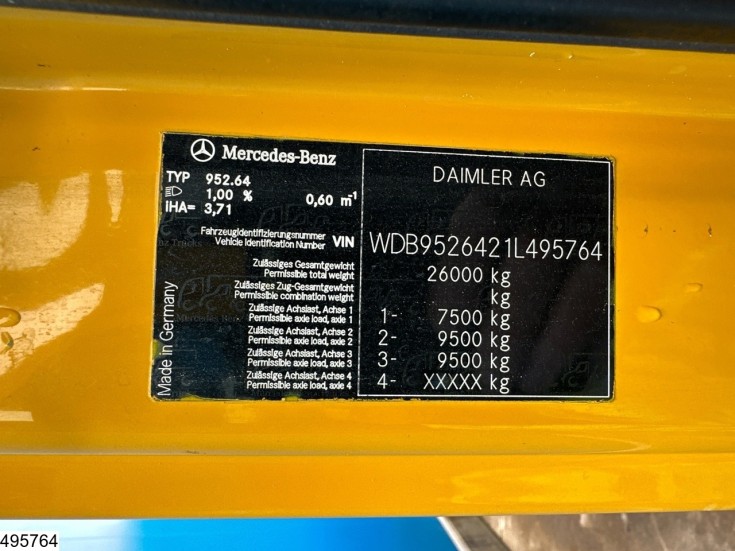 Mercedes-Benz
DAIMLER AG
TYP 952.64
1,00 % 0,60 m⁻¹
iHA= 3,71
Fahrzeugidentifizierungsnummer
Vehicle Identification Number VIN WDB9526421L495764
Zulässiges Gesamtgewicht
Permissible total weight 26000 kg
Zulässiges Zug-Gesamtgewicht
Permissible combination weight kg
Zulässige Achslast, Achse 1
Permissible axle load, axle 1 1- 7500 kg
Zulässige Achslast, Achse 2
Permissible axle load, axle 2 2- 9500 kg
Zulässige Achslast, Achse 3
Permissible axle load, axle 3 3- 9500 kg
Zulässige Achslast, Achse 4
Permissible axle load, axle 4 4- XXXXX kg
Made in Germany
495764